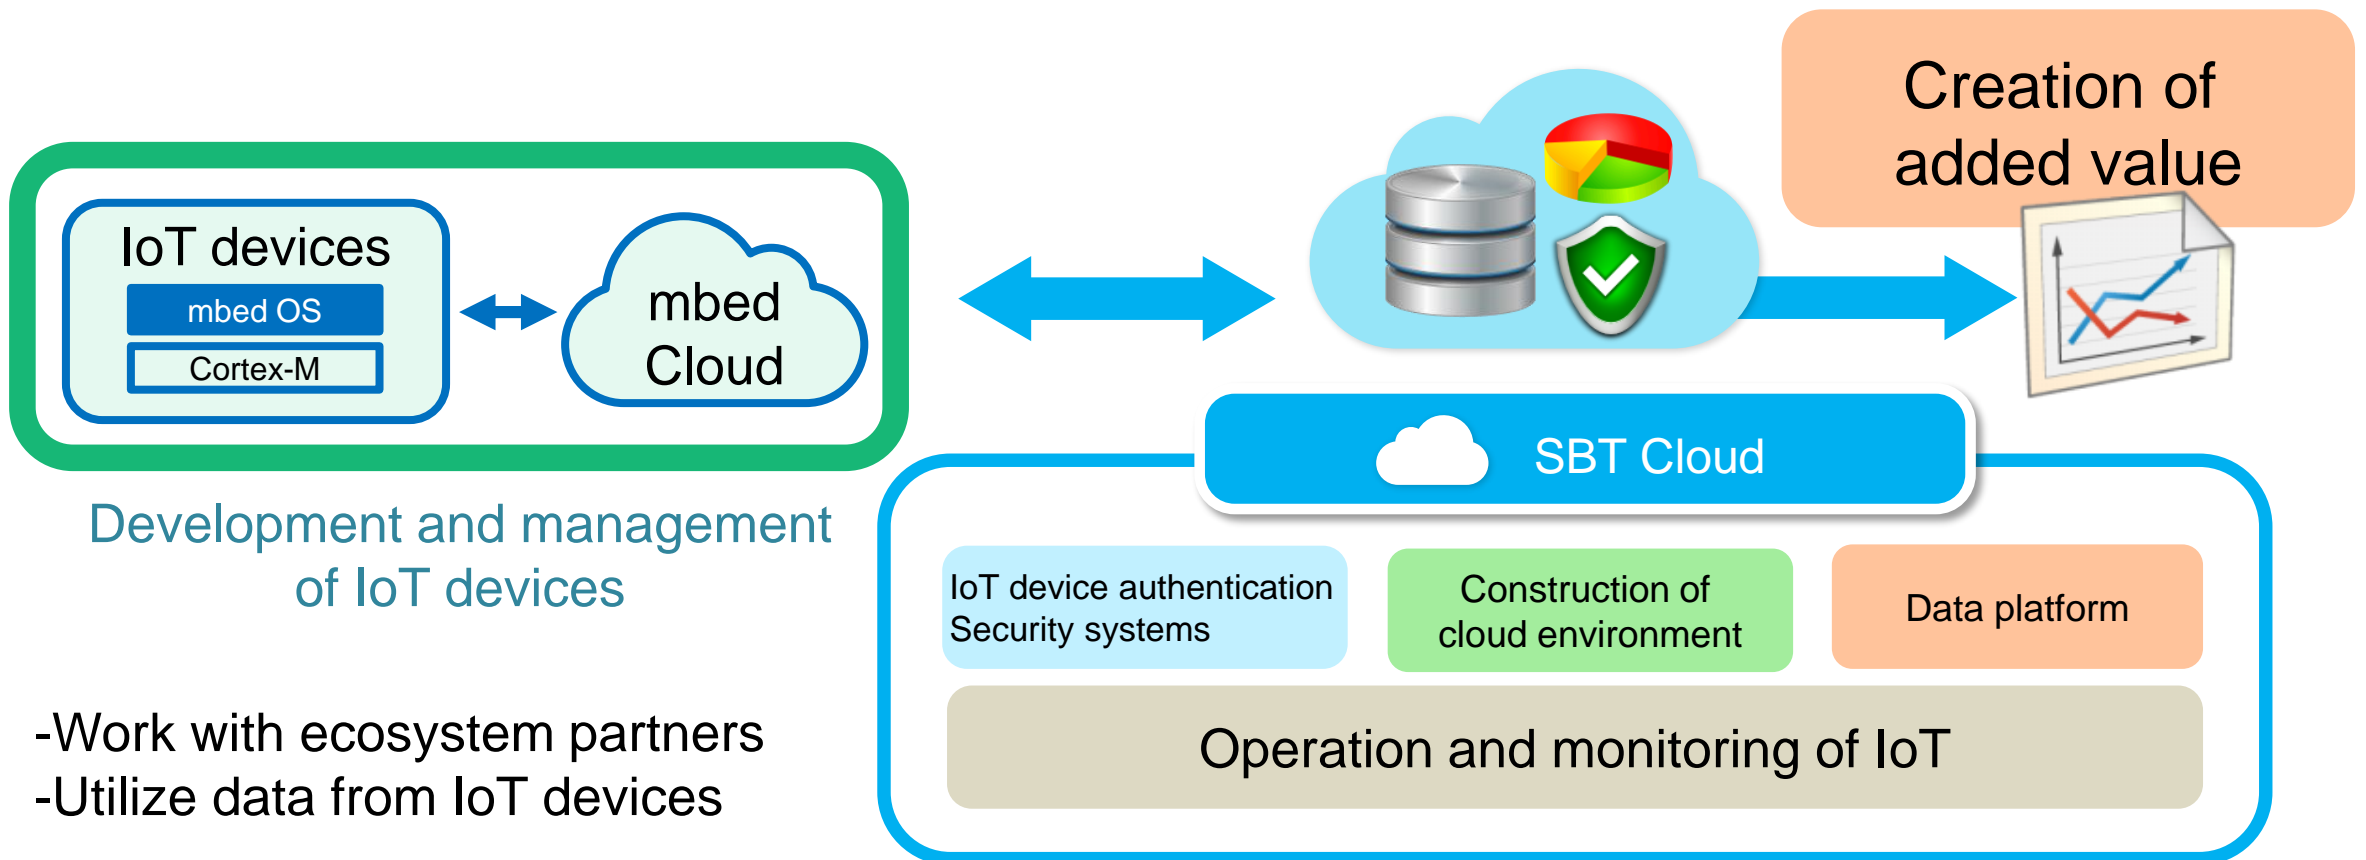 Creation of
added value
IoT devices
mbed OS
Cortex-M
mbed
Cloud
SBT Cloud
Development and management
of IoT devices
IoT device authentication
Security systems
Construction of
cloud environment
Data platform
-Work with ecosystem partners
-Utilize data from IoT devices
Operation and monitoring of IoT